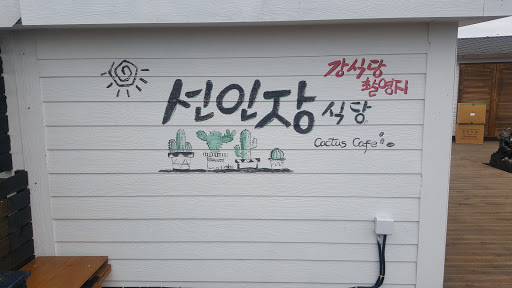 강식당
촬영지
선인장 식당
Cactus Cafe